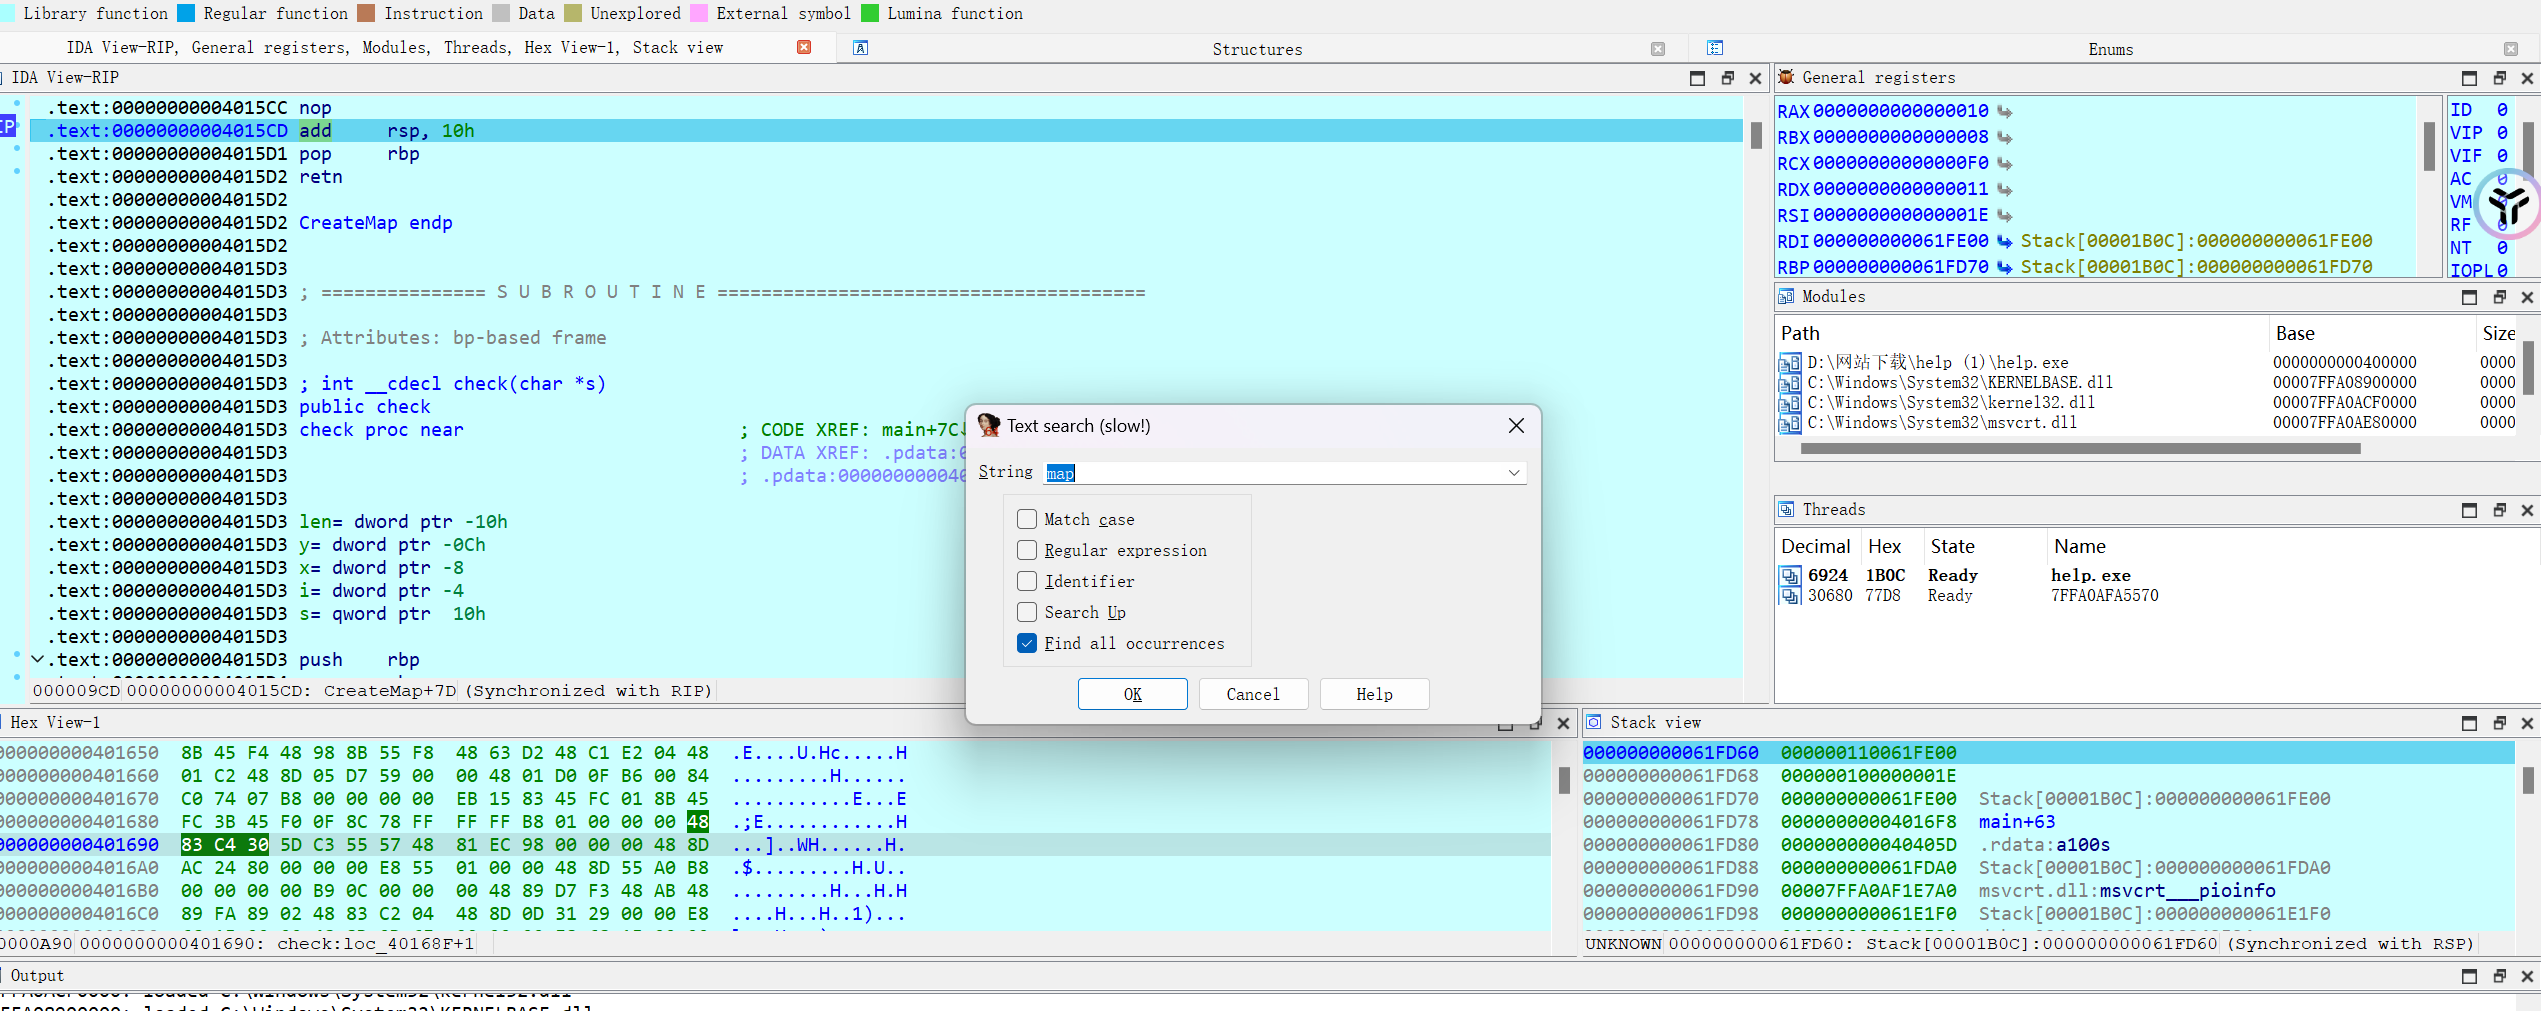 Library function Regular function Instruction Data Unexplored External symbol Lumina function
IDA View-RIP, General registers, Modules, Threads, Hex View-1, Stack view
Structures
Enums
IDA View-RIP
.text:00000000004015CC nop
IP
.text:00000000004015CD add rsp, 10h
.text:00000000004015D1 pop rbp
.text:00000000004015D2 retn
.text:00000000004015D2
.text:00000000004015D2 CreateMap endp
.text:00000000004015D2
.text:00000000004015D3
.text:00000000004015D3 ; =============== S U B R O U T I N E =======================================
.text:00000000004015D3
.text:00000000004015D3 ; Attributes: bp-based frame
.text:00000000004015D3
.text:00000000004015D3 ; int __cdecl check(char *s)
.text:00000000004015D3 public check
.text:00000000004015D3 check proc near ; CODE XREF: main+7C↓
.text:00000000004015D3 ; DATA XREF: .pdata:0
.text:00000000004015D3 ; .pdata:000000000040
.text:00000000004015D3
.text:00000000004015D3 len= dword ptr -10h
.text:00000000004015D3 y= dword ptr -0Ch
.text:00000000004015D3 x= dword ptr -8
.text:00000000004015D3 i= dword ptr -4
.text:00000000004015D3 s= qword ptr 10h
.text:00000000004015D3
.text:00000000004015D3 push rbp
000009CD 00000000004015CD: CreateMap+7D (Synchronized with RIP)
Text search (slow!)
String map
Match case
Regular expression
Identifier
Search Up
Find all occurrences
OK Cancel Help
General registers
RAX 0000000000000010
RBX 0000000000000008
RCX 00000000000000F0
RDX 0000000000000011
RSI 000000000000001E
RDI 000000000061FE00 Stack[00001B0C]:000000000061FE00
RBP 000000000061FD70 Stack[00001B0C]:000000000061FD70
ID 0
VIP 0
VIF 0
AC 0
VM
RF 0
NT 0
IOPL 0
Modules
Path Base Size
D:\网站下载\help (1)\help.exe 0000000000400000 0000
C:\Windows\System32\KERNELBASE.dll 00007FFA08900000 0000
C:\Windows\System32\kernel32.dll 00007FFA0ACF0000 0000
C:\Windows\System32\msvcrt.dll 00007FFA0AE80000 0000
Threads
Decimal Hex State Name
6924 1B0C Ready help.exe
30680 77D8 Ready 7FFA0AFA5570
Hex View-1
000000000401650 8B 45 F4 48 98 8B 55 F8 48 63 D2 48 C1 E2 04 48 .E....U.Hc.....H
000000000401660 01 C2 48 8D 05 D7 59 00 00 48 01 D0 0F B6 00 84 .........H......
000000000401670 C0 74 07 B8 00 00 00 00 EB 15 83 45 FC 01 8B 45 ...........E...E
000000000401680 FC 3B 45 F0 0F 8C 78 FF FF FF B8 01 00 00 00 48 .;E............H
000000000401690 83 C4 30 5D C3 55 57 48 81 EC 98 00 00 00 48 8D ...]..WH......H.
0000000004016A0 AC 24 80 00 00 00 E8 55 01 00 00 48 8D 55 A0 B8 .$.........H.U..
0000000004016B0 00 00 00 00 B9 0C 00 00 00 48 89 D7 F3 48 AB 48 .........H...H.H
0000000004016C0 89 FA 89 02 48 83 C2 04 48 8D 0D 31 29 00 00 E8 ....H...H..1)...
0000A90 0000000000401690: check:loc_40168F+1
Stack view
000000000061FD60 000000110061FE00
000000000061FD68 000000100000001E
000000000061FD70 000000000061FE00 Stack[00001B0C]:000000000061FE00
000000000061FD78 00000000004016F8 main+63
000000000061FD80 000000000040405D .rdata:a100s
000000000061FD88 000000000061FDA0 Stack[00001B0C]:000000000061FDA0
000000000061FD90 00007FFA0AF1E7A0 msvcrt.dll:msvcrt___pioinfo
000000000061FD98 000000000061E1F0 Stack[00001B0C]:000000000061E1F0
UNKNOWN 000000000061FD60: Stack[00001B0C]:000000000061FD60 (Synchronized with RSP)
Output